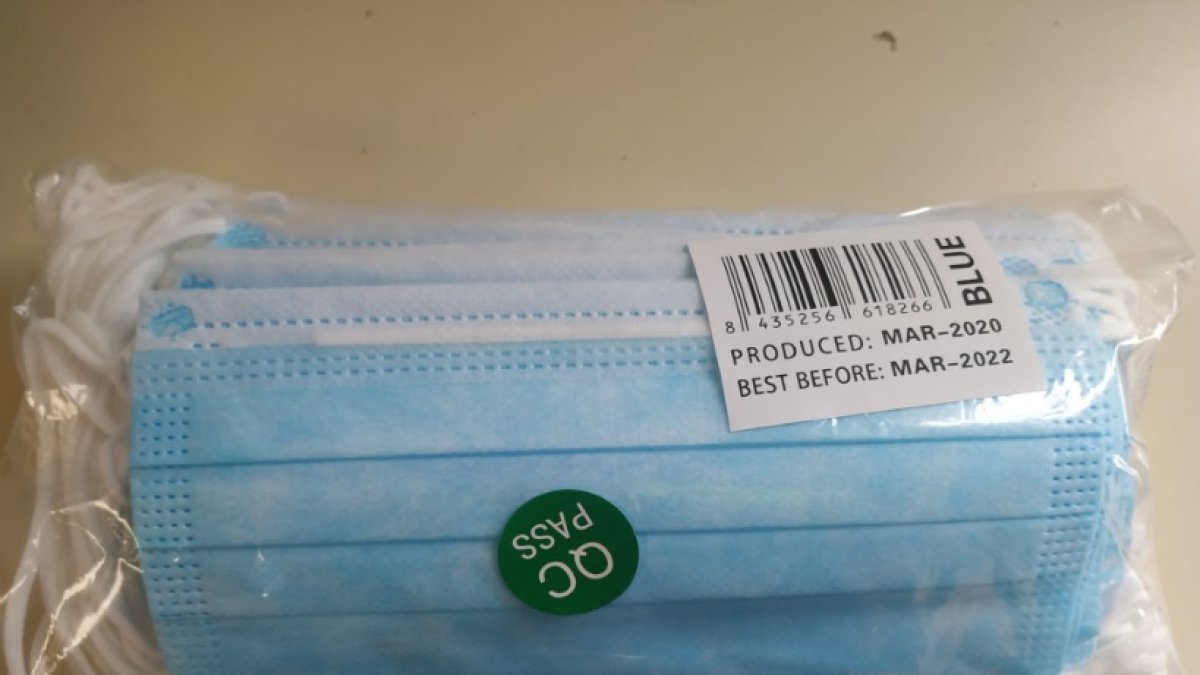 BLUE
8 435256 618266
PRODUCED: MAR-2020
BEST BEFORE: MAR-2022
QC
PASS